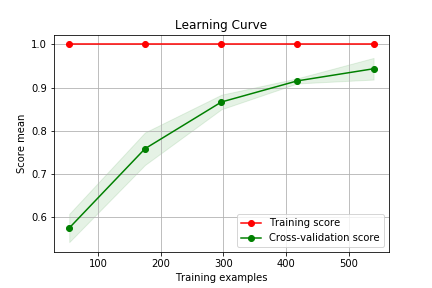 Learning Curve
1.0
0.9
0.8
0.7
0.6
Score mean
Training score
Cross-validation score
100 200 300 400 500
Training examples